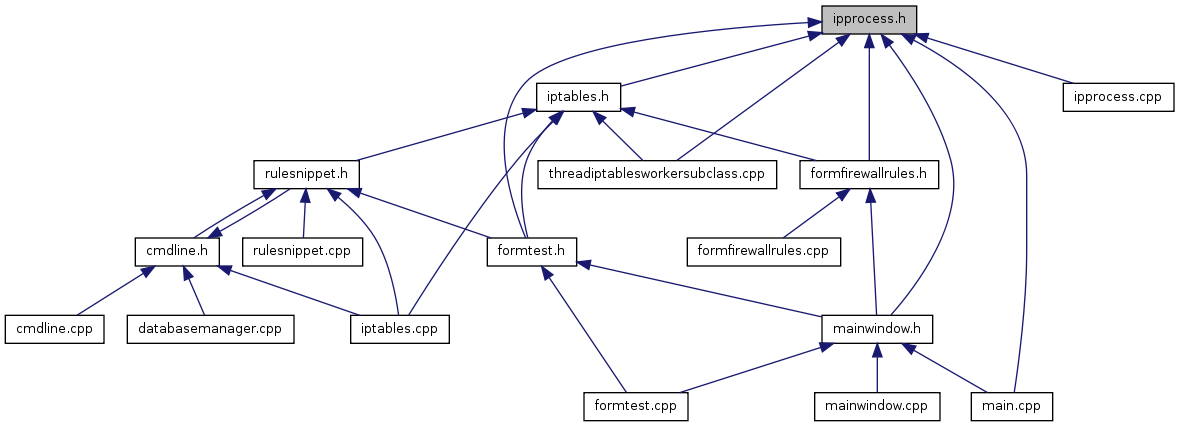 ipprocess.h
iptables.h
ipprocess.cpp
rulesnippet.h
threadiptablesworkersubclass.cpp
formfirewallrules.h
cmdline.h
rulesnippet.cpp
formtest.h
formfirewallrules.cpp
cmdline.cpp
databasemanager.cpp
iptables.cpp
mainwindow.h
formtest.cpp
mainwindow.cpp
main.cpp